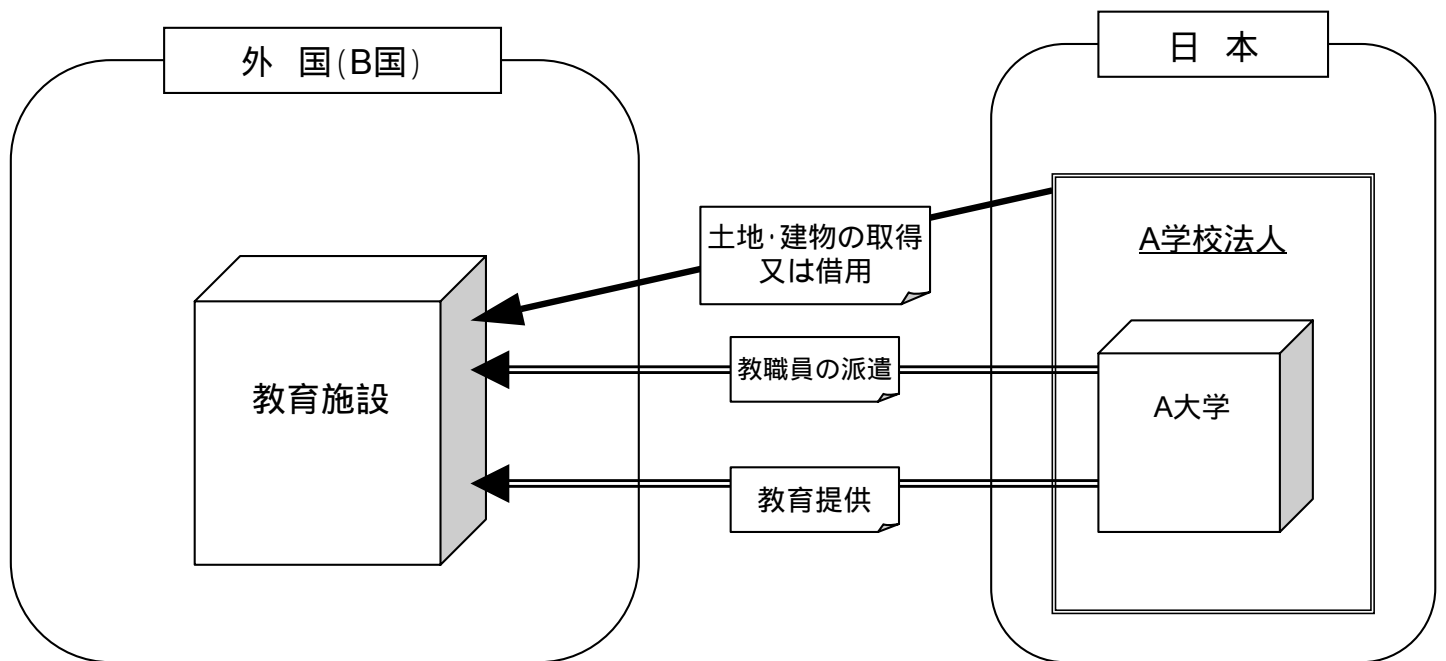 外 国(B国)
日 本
土地・建物の取得
又は借用
A学校法人
教職員の派遣
教育施設
A大学
教育提供